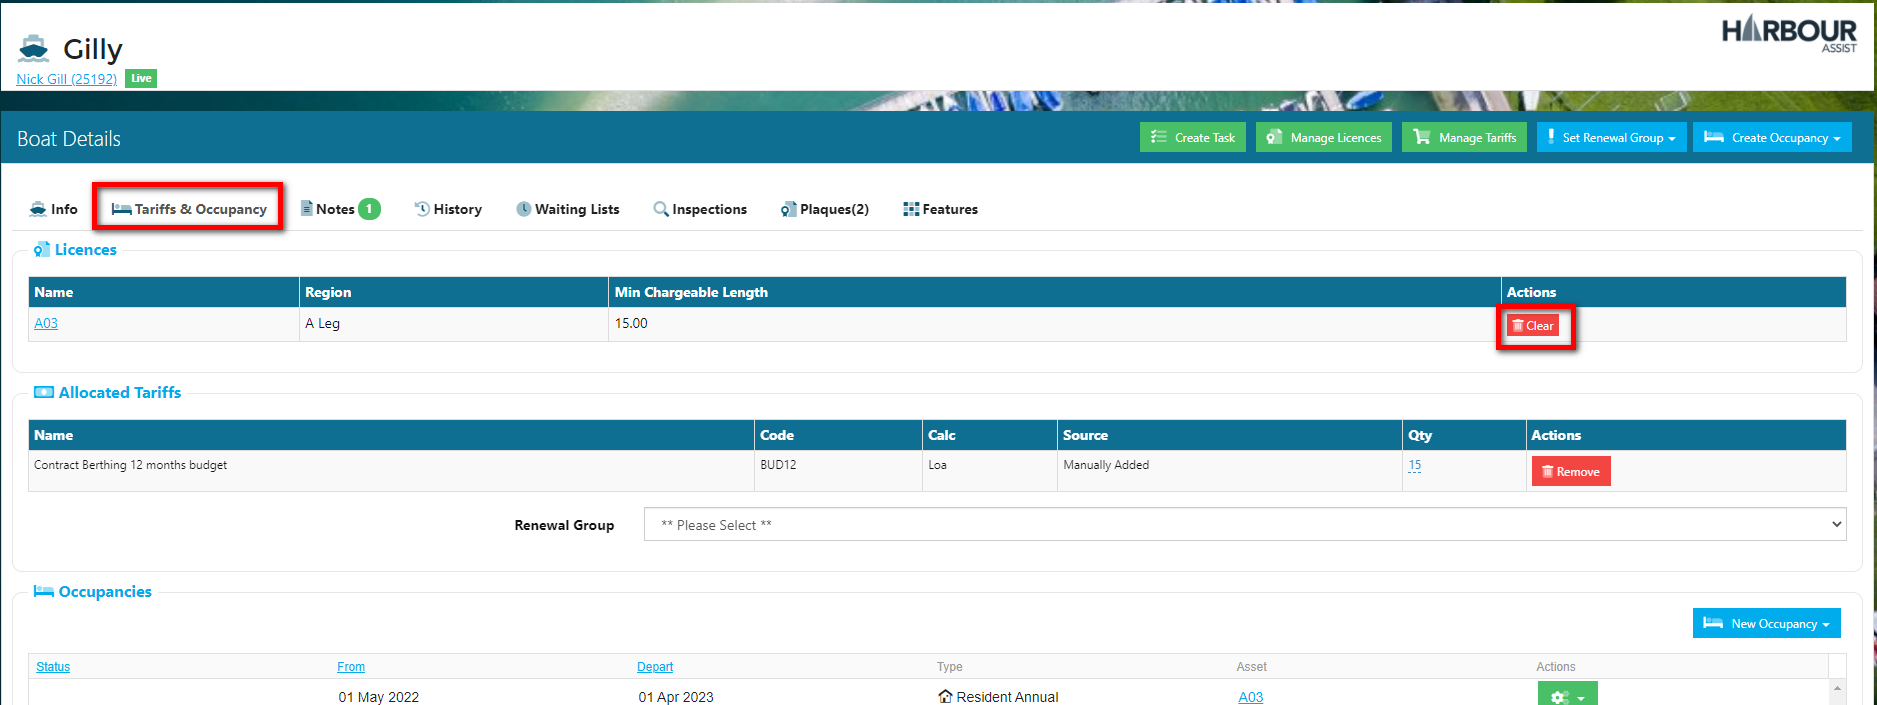 Gilly
HARBOUR
ASSIST
Nick Gill (25192) Live
Boat Details Create Task Manage Licences Manage Tariffs Set Renewal Group Create Occupancy
Info Tariffs & Occupancy Notes 1 History Waiting Lists Inspections Plaques(2) Features
Licences
Name Region Min Chargeable Length Actions
A03 A Leg 15.00 Clear
Allocated Tariffs
Name Code Calc Source Qty Actions
Contract Berthing 12 months budget BUD12 Loa Manually Added 15 Remove
Renewal Group ** Please Select **
Occupancies
New Occupancy
Status From Depart Type Asset Actions
01 May 2022 01 Apr 2023 Resident Annual A03